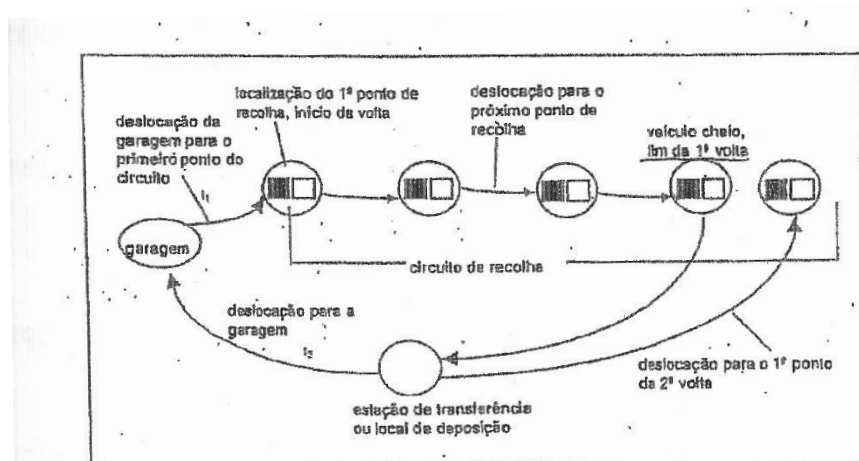 localização do 1º ponto de
recolha, início da volta
deslocação para o
próximo ponto de
recolha
deslocação da
garagem para o
primeiro ponto do
circuito
veículo cheio,
fim da 1ª volta
t₁
garagem
circuito de recolha
deslocação para a
garagem
t₂
deslocação para o 1º ponto
da 2ª volta
estação de transferência
ou local de deposição